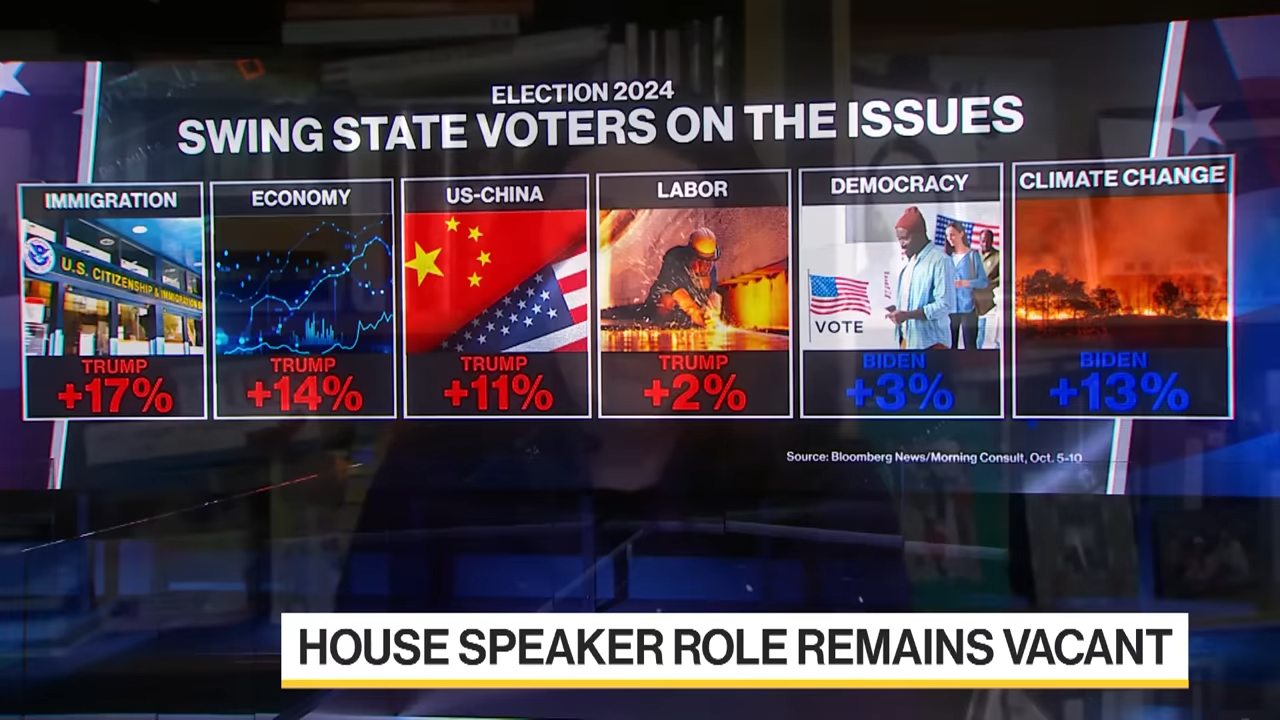 ELECTION 2024
SWING STATE VOTERS ON THE ISSUES
IMMIGRATION
U.S. CITIZENSHIP & IMMIGRATION
TRUMP
+17%
ECONOMY
TRUMP
+14%
US-CHINA
TRUMP
+11%
LABOR
TRUMP
+2%
DEMOCRACY
VOTE
BIDEN
+3%
CLIMATE CHANGE
BIDEN
+13%
Source: Bloomberg News/Morning Consult, Oct. 5-10
HOUSE SPEAKER ROLE REMAINS VACANT